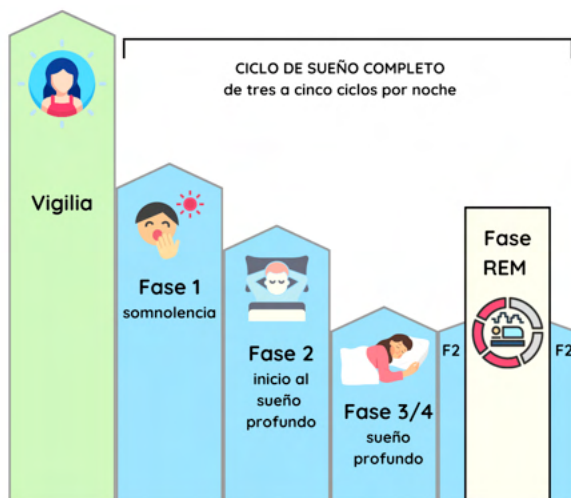 CICLO DE SUEÑO COMPLETO
de tres a cinco ciclos por noche
Vigilia
Fase 1
somnolencia
Fase 2
inicio al
sueño
profundo
Fase 3/4
sueño
profundo
F2
Fase
REM
F2